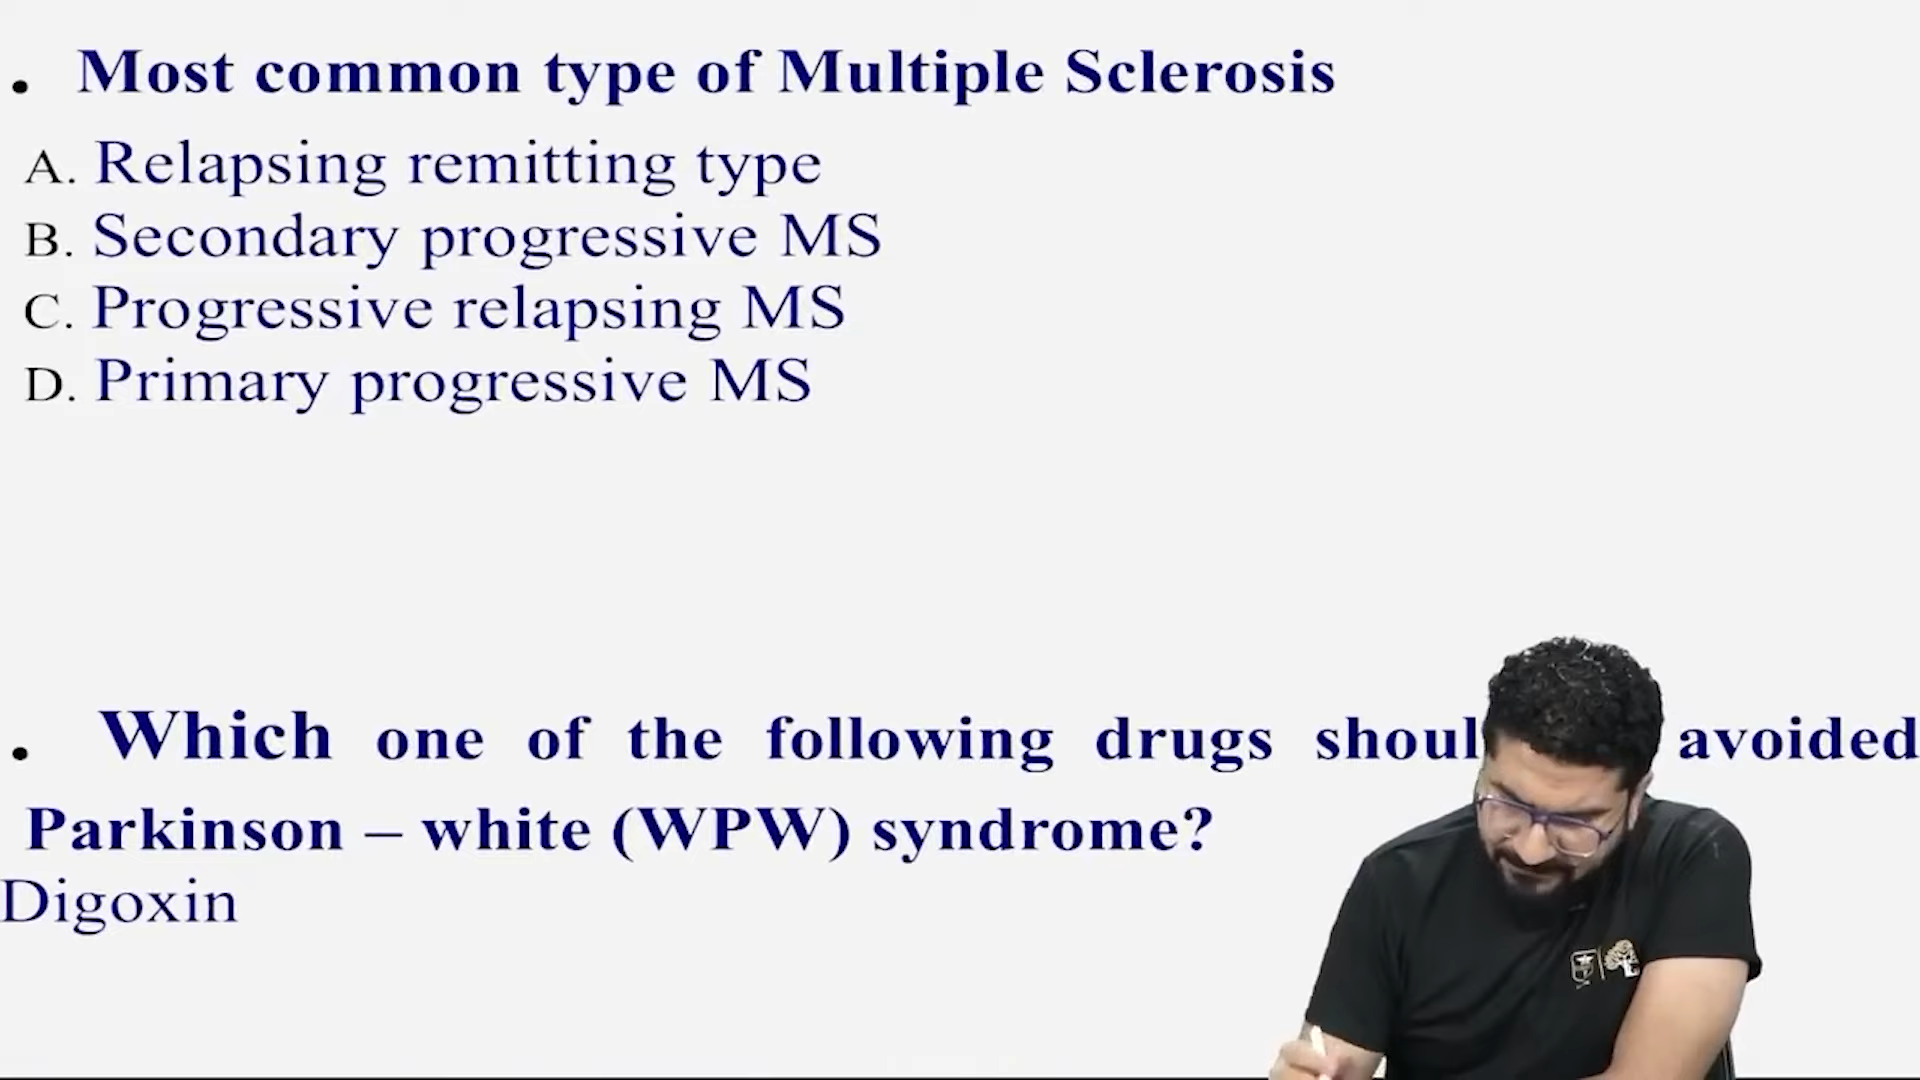 . Most common type of Multiple Sclerosis
A. Relapsing remitting type
B. Secondary progressive MS
C. Progressive relapsing MS
D. Primary progressive MS
. Which one of the following drugs avoided
Parkinson – white (WPW) syndrome?
Digoxin